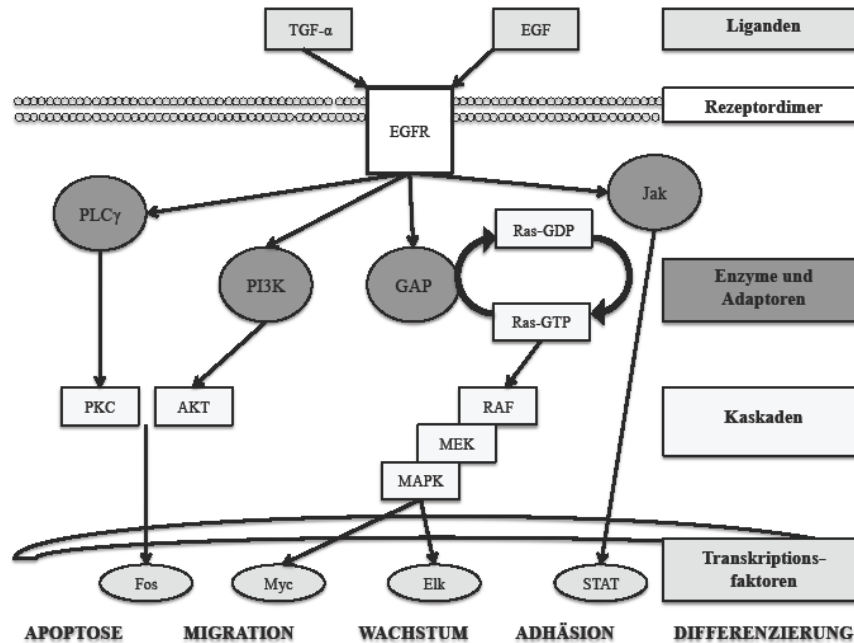 TGF-α
EGF
Liganden
Rezeptordimer
EGFR
Jak
PLCγ
Ras-GDP
PI3K
GAP
Enzyme und
Adaptoren
Ras-GTP
PKC
AKT
RAF
Kaskaden
MEK
MAPK
Transkriptions-
faktoren
Fos
Myc
Elk
STAT
APOPTOSE MIGRATION WACHSTUM ADHÄSION DIFFERENZIERUNG